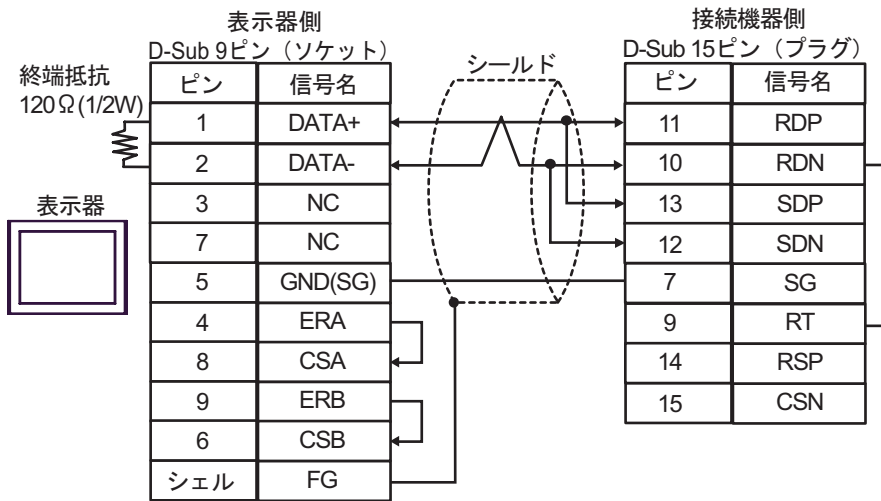 表示器側
D-Sub 9ピン（ソケット）
接続機器側
D-Sub 15ピン（プラグ）
シールド
終端抵抗
120Ω(1/2W)
表示器
ピン 信号名
1 DATA+
2 DATA-
3 NC
7 NC
5 GND(SG)
4 ERA
8 CSA
9 ERB
6 CSB
シェル FG
ピン 信号名
11 RDP
10 RDN
13 SDP
12 SDN
7 SG
9 RT
14 RSP
15 CSN